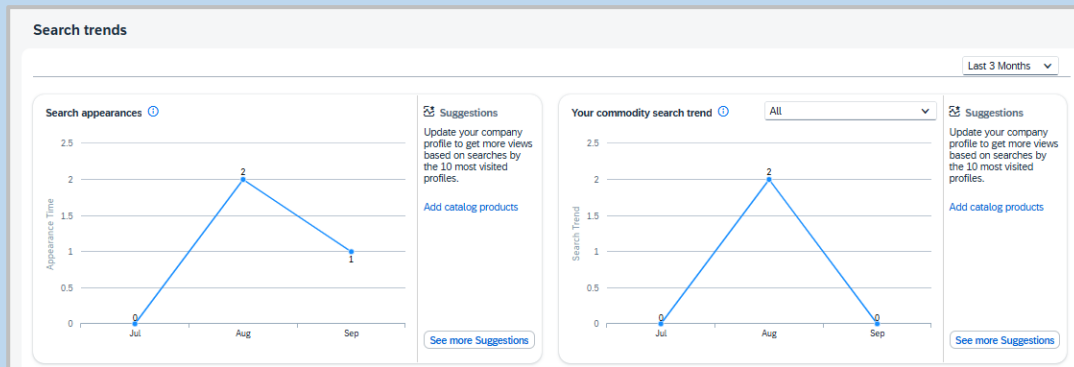 Search trends
Last 3 Months
Search appearances
Suggestions
Update your company
profile to get more views
based on searches by
the 10 most visited
profiles.
Add catalog products
See more Suggestions
Appearance Time
2.5
2
1.5
1
0.5
0
0
2
1
Jul
Aug
Sep
Your commodity search trend
All
Suggestions
Update your company
profile to get more views
based on searches by
the 10 most visited
profiles.
Add catalog products
See more Suggestions
Search Trend
2.5
2
1.5
1
0.5
0
0
2
0
Jul
Aug
Sep